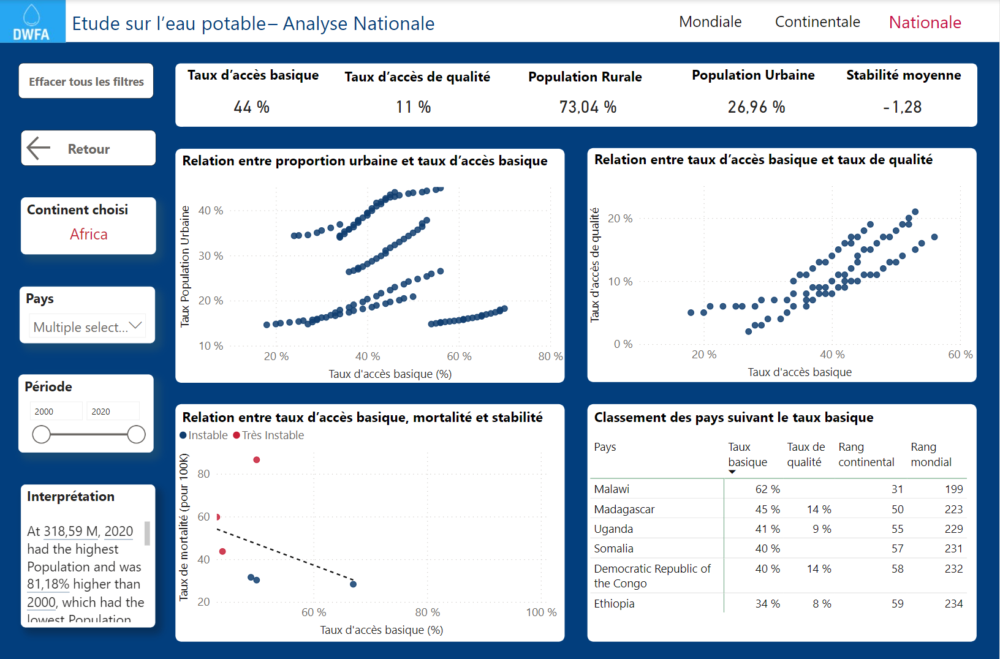 DWFA
Etude sur l’eau potable– Analyse Nationale
Mondiale
Continentale
Nationale
Effacer tous les filtres
Retour
Continent choisi
Africa
Pays
Multiple select...
Période
2000
2020
Interprétation
At 318,59 M, 2020
had the highest
Population and was
81,18% higher than
2000, which had the
lowest Population
Taux d’accès basique
44 %
Taux d’accès de qualité
11 %
Population Rurale
73,04 %
Population Urbaine
26,96 %
Stabilité moyenne
-1,28
Relation entre proportion urbaine et taux d’accès basique
Taux Population Urbaine
40 %
30 %
20 %
10 %
20 %
40 %
60 %
80 %
Taux d'accès basique (%)
Relation entre taux d’accès basique et taux de qualité
Taux d'accès de qualité
20 %
10 %
0 %
20 %
40 %
60 %
Taux d'accès basique
Relation entre taux d’accès basique, mortalité et stabilité
Instable
Très Instable
Taux de mortalité (pour 100K)
80
60
40
20
60 %
80 %
100 %
Taux d'accès basique (%)
Classement des pays suivant le taux basique
Pays
Taux basique
Taux de qualité
Rang continental
Rang mondial
Malawi 62 % 31 199
Madagascar 45 % 14 % 50 223
Uganda 41 % 9 % 55 229
Somalia 40 % 57 231
Democratic Republic of the Congo 40 % 14 % 58 232
Ethiopia 34 % 8 % 59 234